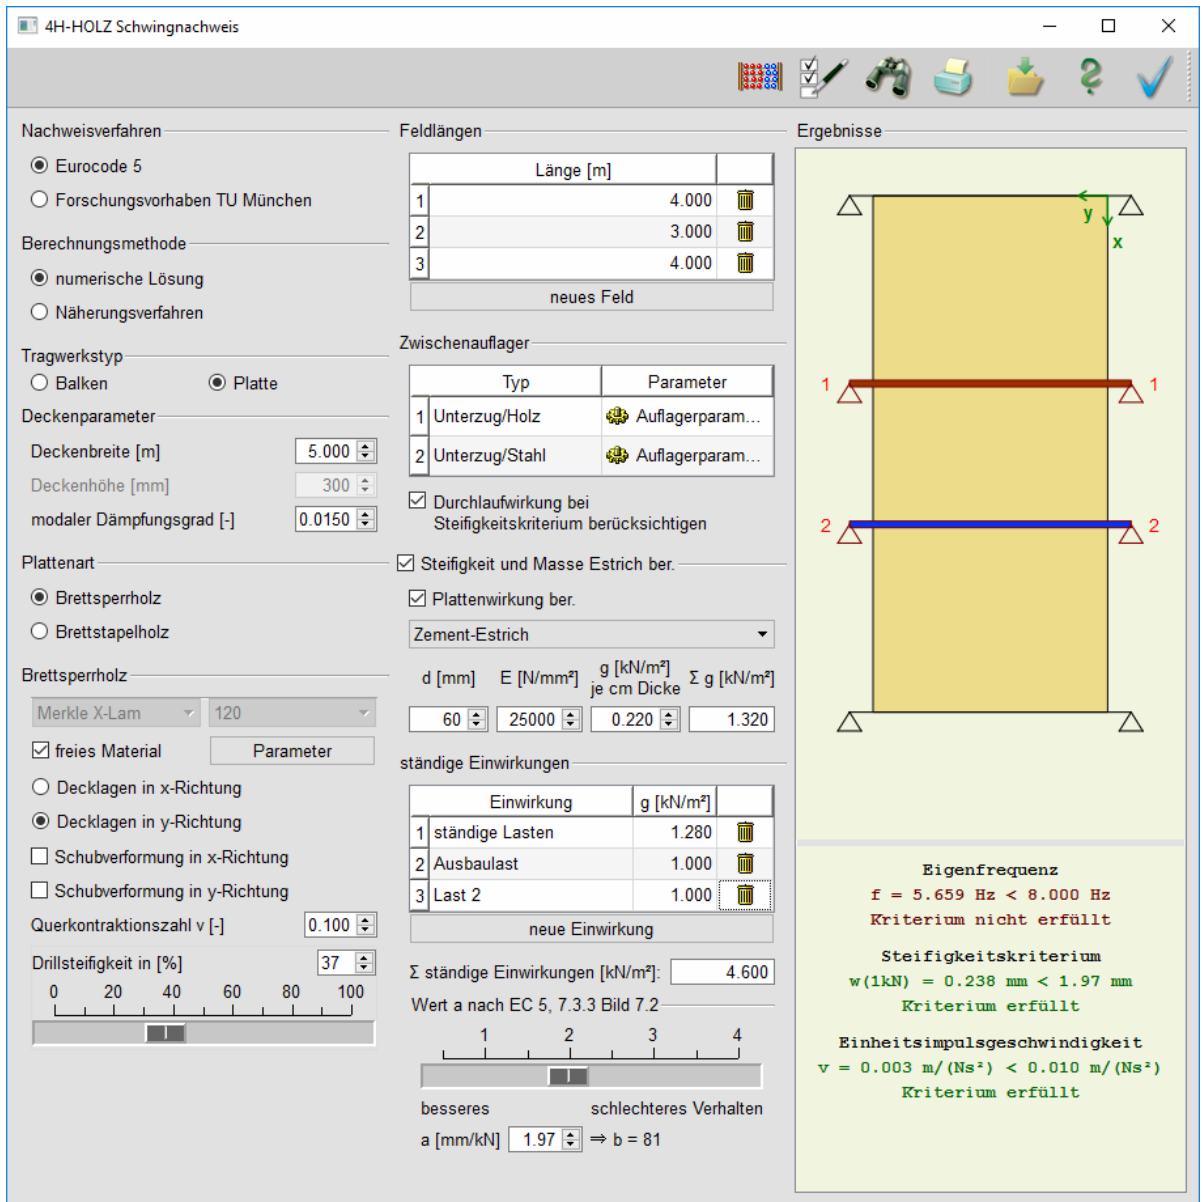 4H-HOLZ Schwingnachweis
Nachweisverfahren
Eurocode 5
Forschungsvorhaben TU München
Berechnungsmethode
numerische Lösung
Näherungsverfahren
Tragwerkstyp
Balken Platte
Deckenparameter
Deckenbreite [m] 5.000
Deckenhöhe [mm] 300
modaler Dämpfungsgrad [-] 0.0150
Plattenart
Brettsperrholz
Brettstapelholz
Brettsperrholz
Merkle X-Lam 120
freies Material Parameter
Decklagen in x-Richtung
Decklagen in y-Richtung
Schubverformung in x-Richtung
Schubverformung in y-Richtung
Querkontraktionszahl ν [-] 0.100
Drillsteifigkeit in [%] 37
0 20 40 60 80 100
Feldlängen
Länge [m]
1 4.000
2 3.000
3 4.000
neues Feld
Zwischenauflager
Typ Parameter
1 Unterzug/Holz Auflagerparam...
2 Unterzug/Stahl Auflagerparam...
Durchlaufwirkung bei
Steifigkeitskriterium berücksichtigen
Steifigkeit und Masse Estrich ber.
Plattenwirkung ber.
Zement-Estrich
d [mm] E [N/mm²] g [kN/m²] je cm Dicke Σ g [kN/m²]
60 25000 0.220 1.320
ständige Einwirkungen
Einwirkung g [kN/m²]
1 ständige Lasten 1.280
2 Ausbaulast 1.000
3 Last 2 1.000
neue Einwirkung
Σ ständige Einwirkungen [kN/m²]: 4.600
Wert a nach EC 5, 7.3.3 Bild 7.2
1 2 3 4
besseres schlechteres Verhalten
a [mm/kN] 1.97 ⇒ b = 81
Ergebnisse
y
x
1 1
2 2
Eigenfrequenz
f = 5.659 Hz < 8.000 Hz
Kriterium nicht erfüllt
Steifigkeitskriterium
w(1kN) = 0.238 mm < 1.97 mm
Kriterium erfüllt
Einheitsimpulsgeschwindigkeit
v = 0.003 m/(Ns²) < 0.010 m/(Ns²)
Kriterium erfüllt